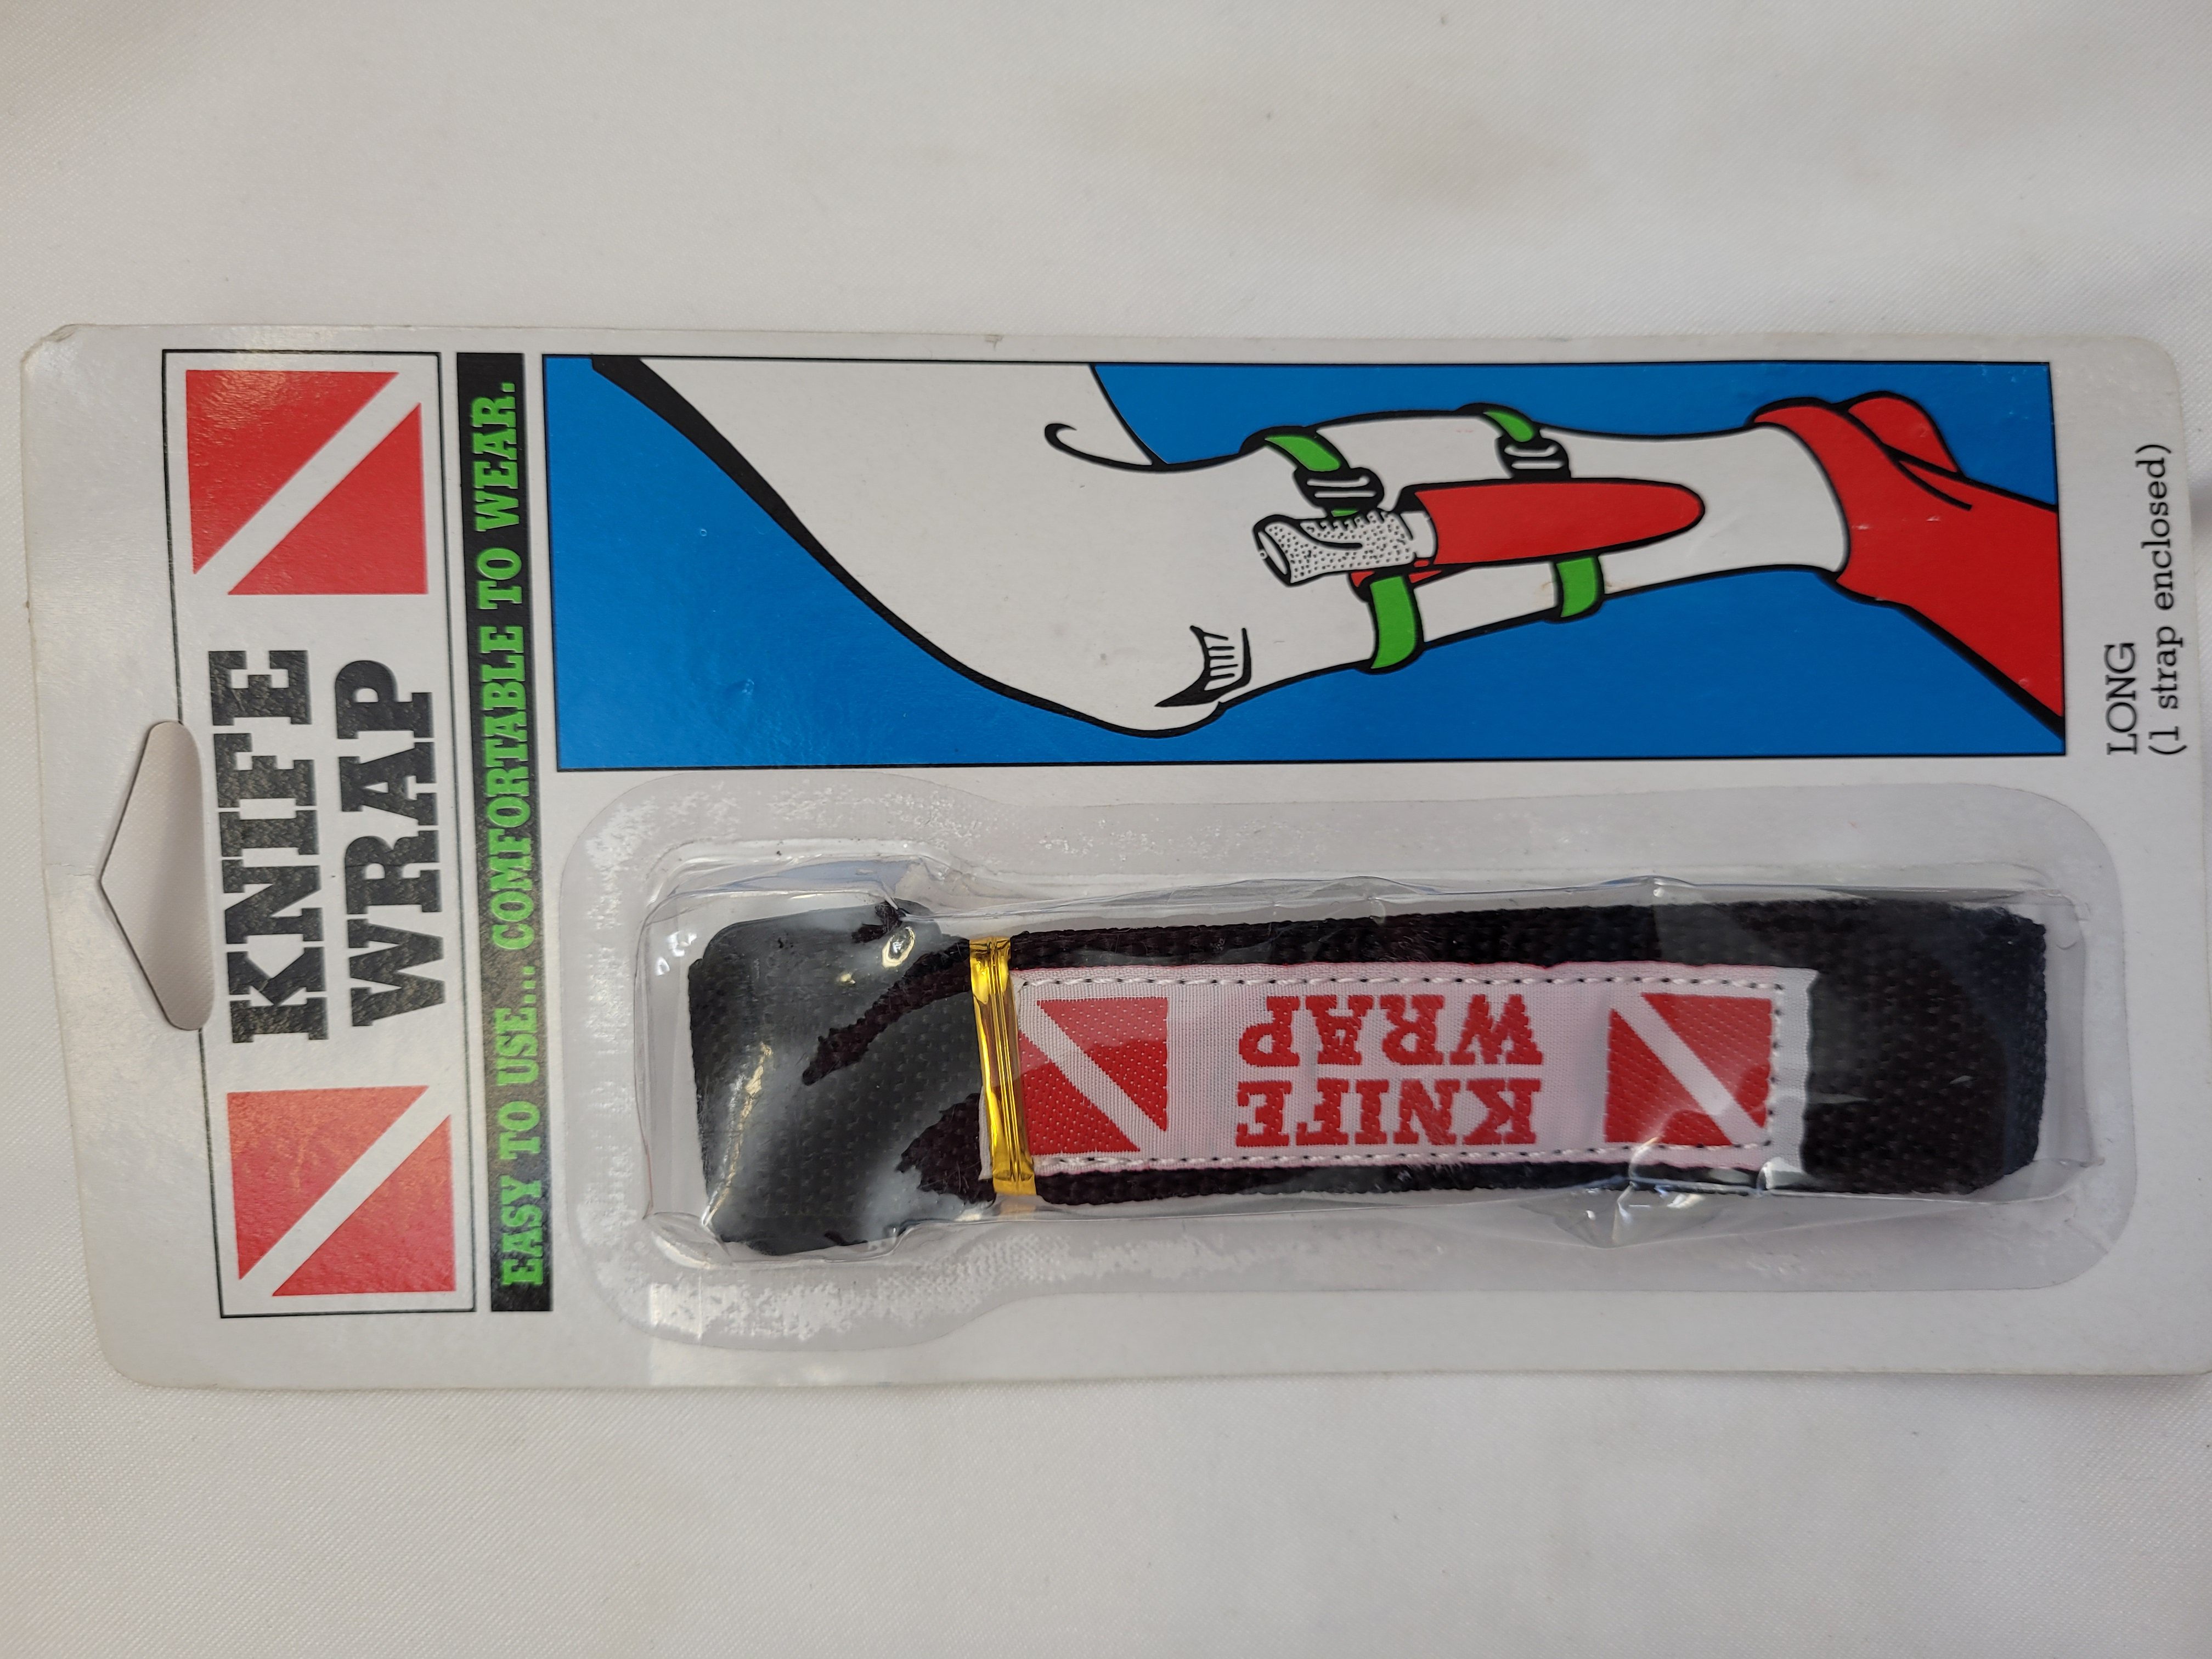 KNIFE
WRAP
EASY TO USE... COMFORTABLE TO WEAR.
KNIFE
WRAP
LONG
(1 strap enclosed)